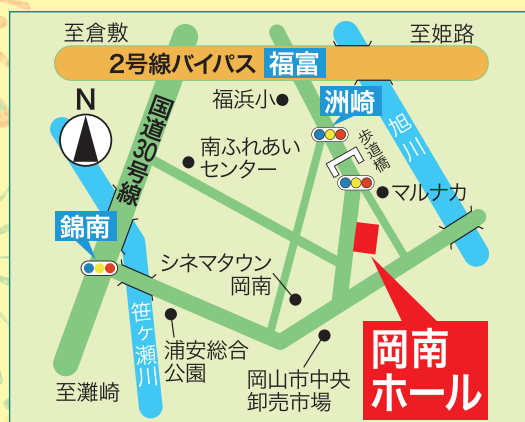 至倉敷
至姫路
2号線バイパス
福富
N
国道30号線
福浜小
洲崎
旭川
歩道橋
南ふれあい
センター
マルナカ
錦南
シネマタウン
岡南
笹ヶ瀬川
浦安総合
公園
岡山市中央
卸売市場
岡南
ホール
至灘崎